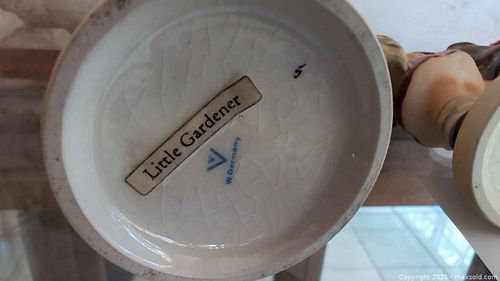 Little Gardener
V
W.Germany
5
Copyright 2025 - maxsold.com